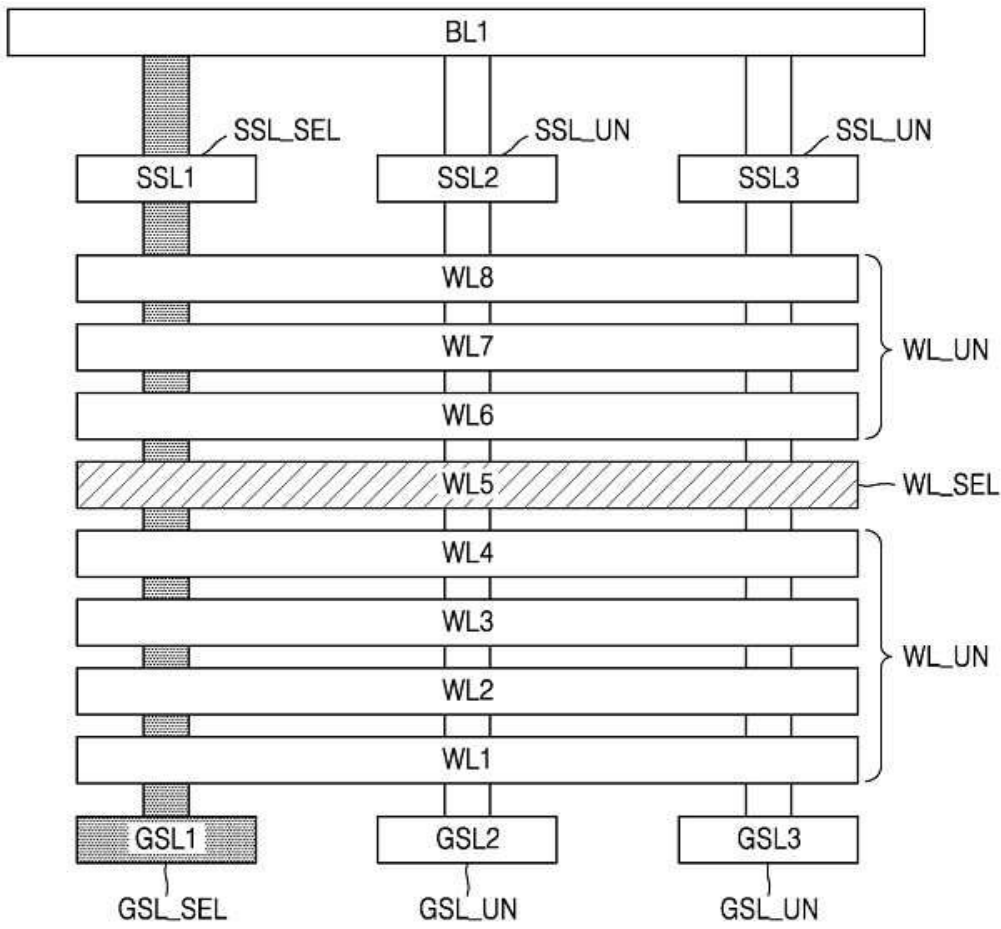 BL1
SSL_SEL SSL_UN SSL_UN
SSL1 SSL2 SSL3
WL8
WL7 WL_UN
WL6
WL5 WL_SEL
WL4
WL3
WL_UN
WL2
WL1
GSL1 GSL2 GSL3
GSL_SEL GSL_UN GSL_UN